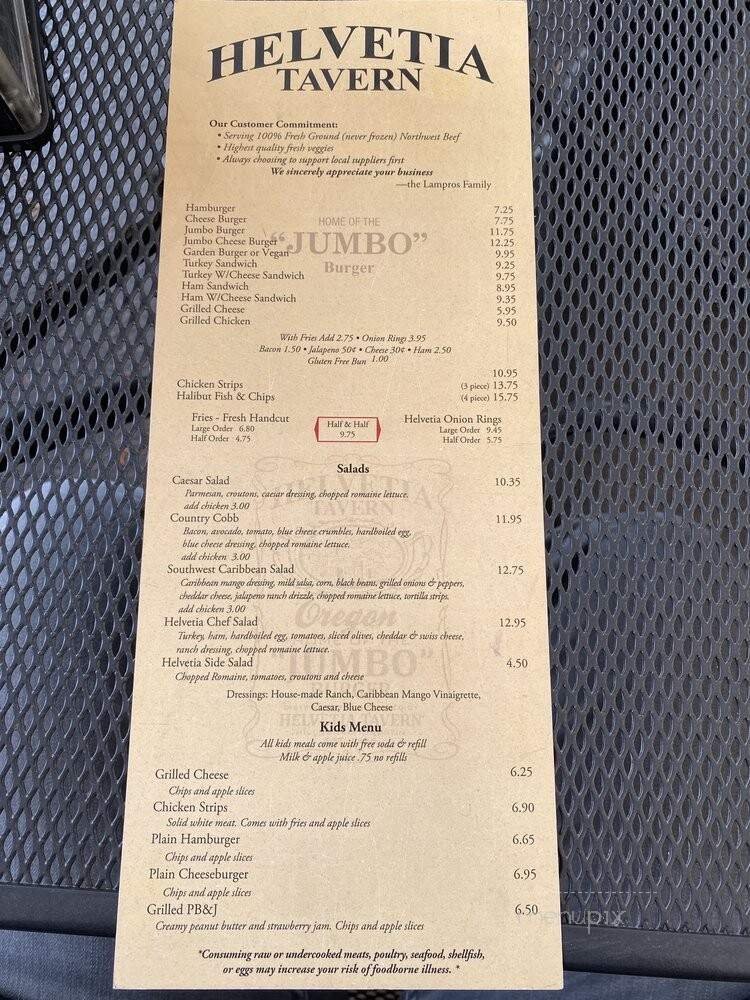 HELVETIA
TAVERN
Our Customer Commitment:
• Serving 100% Fresh Ground (never frozen) Northwest Beef
• Highest quality fresh veggies
• Always choosing to support local suppliers first
We sincerely appreciate your business
—the Lampros Family
HOME OF THE
"JUMBO"
Burger
Hamburger 7.25
Cheese Burger 7.75
Jumbo Burger 11.75
Jumbo Cheese Burger 12.25
Garden Burger or Vegan 9.95
Turkey Sandwich 9.25
Turkey W/Cheese Sandwich 9.75
Ham Sandwich 8.95
Ham W/Cheese Sandwich 9.35
Grilled Cheese 5.95
Grilled Chicken 9.50
With Fries Add 2.75 • Onion Rings 3.95
Bacon 1.50 • Jalapeno 50¢ • Cheese 30¢ • Ham 2.50
Gluten Free Bun 1.00
10.95
Chicken Strips (3 piece) 13.75
Halibut Fish & Chips (4 piece) 15.75
Fries - Fresh Handcut
Large Order 6.80
Half Order 4.75
Half & Half
9.75
Helvetia Onion Rings
Large Order 9.45
Half Order 5.75
Salads
Caesar Salad 10.35
Parmesan, croutons, caesar dressing, chopped romaine lettuce.
add chicken 3.00
Country Cobb 11.95
Bacon, avocado, tomato, blue cheese crumbles, hardboiled egg,
blue cheese dressing, chopped romaine lettuce.
add chicken 3.00
Southwest Caribbean Salad 12.75
Caribbean mango dressing, mild salsa, corn, black beans, grilled onions & peppers,
cheddar cheese, jalapeno ranch drizzle, chopped romaine lettuce, tortilla strips.
add chicken 3.00
Helvetia Chef Salad 12.95
Turkey, ham, hardboiled egg, tomatoes, sliced olives, cheddar & swiss cheese,
ranch dressing, chopped romaine lettuce.
Helvetia Side Salad 4.50
Chopped Romaine, tomatoes, croutons and cheese
HELVETIA
TAVERN
Oregon
"JUMBO"
BURGER
HELVETIA TAVERN
Dressings: House-made Ranch, Caribbean Mango Vinaigrette,
Caesar, Blue Cheese
Kids Menu
All kids meals come with free soda & refill
Milk & apple juice .75 no refills
Grilled Cheese 6.25
Chips and apple slices
Chicken Strips 6.90
Solid white meat. Comes with fries and apple slices
Plain Hamburger 6.65
Chips and apple slices
Plain Cheeseburger 6.95
Chips and apple slices
Grilled PB&J 6.50
Creamy peanut butter and strawberry jam. Chips and apple slices
*Consuming raw or undercooked meats, poultry, seafood, shellfish,
or eggs may increase your risk of foodborne illness. *
menupix